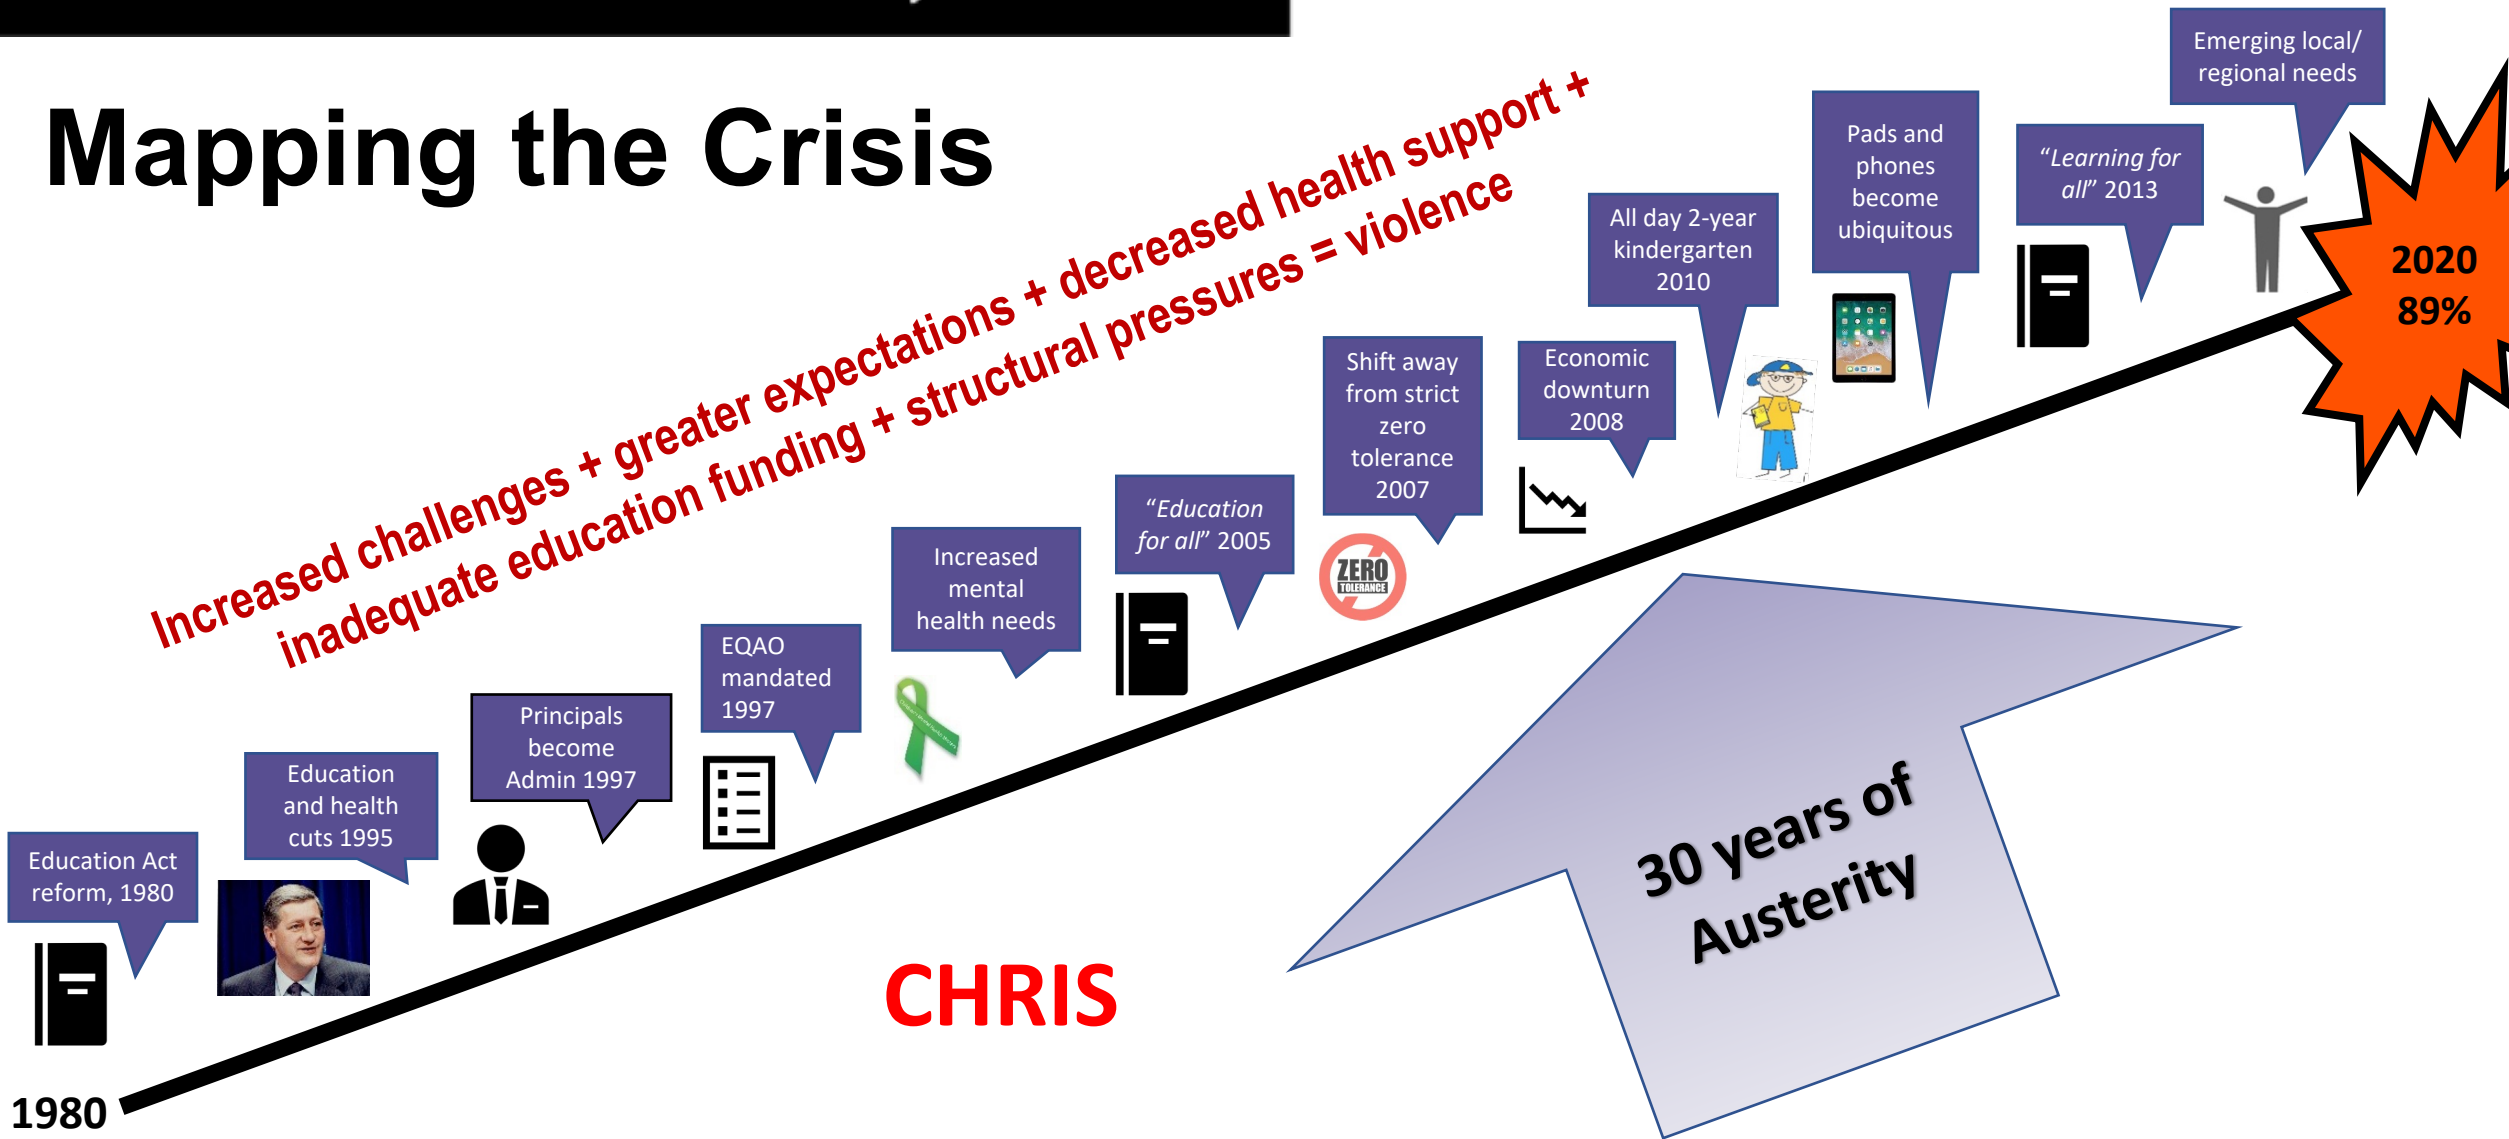 Mapping the Crisis
Increased challenges + greater expectations + decreased health support +
inadequate education funding + structural pressures = violence
Education Act
reform, 1980
Education
and health
cuts 1995
Principals
become
Admin 1997
EQAO
mandated
1997
Increased
mental
health needs
“Education
for all” 2005
Shift away
from strict
zero
tolerance
2007
ZERO
TOLERANCE
Economic
downturn
2008
All day 2-year
kindergarten
2010
Pads and
phones
become
ubiquitous
“Learning for
all” 2013
Emerging local/
regional needs
2020
89%
30 years of
Austerity
CHRIS
1980